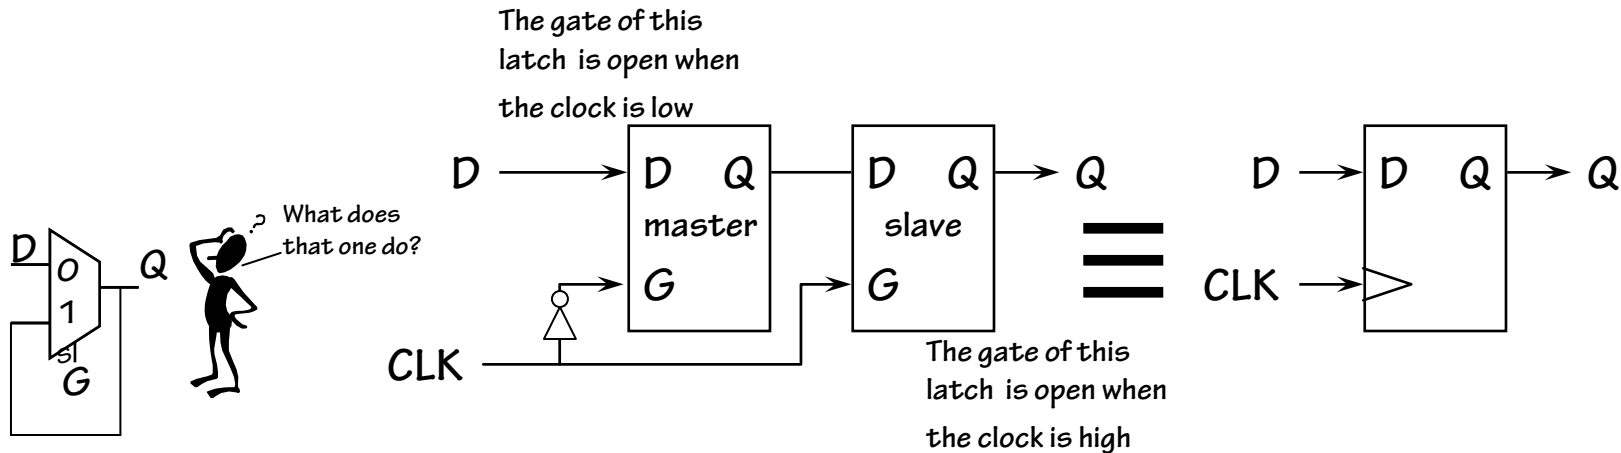 The gate of this
latch is open when
the clock is low
D
0
1
sl
G
Q
?
What does
that one do?
D
D Q
master
G
CLK
D Q
slave
G
Q
The gate of this
latch is open when
the clock is high
D
CLK
D Q
Q